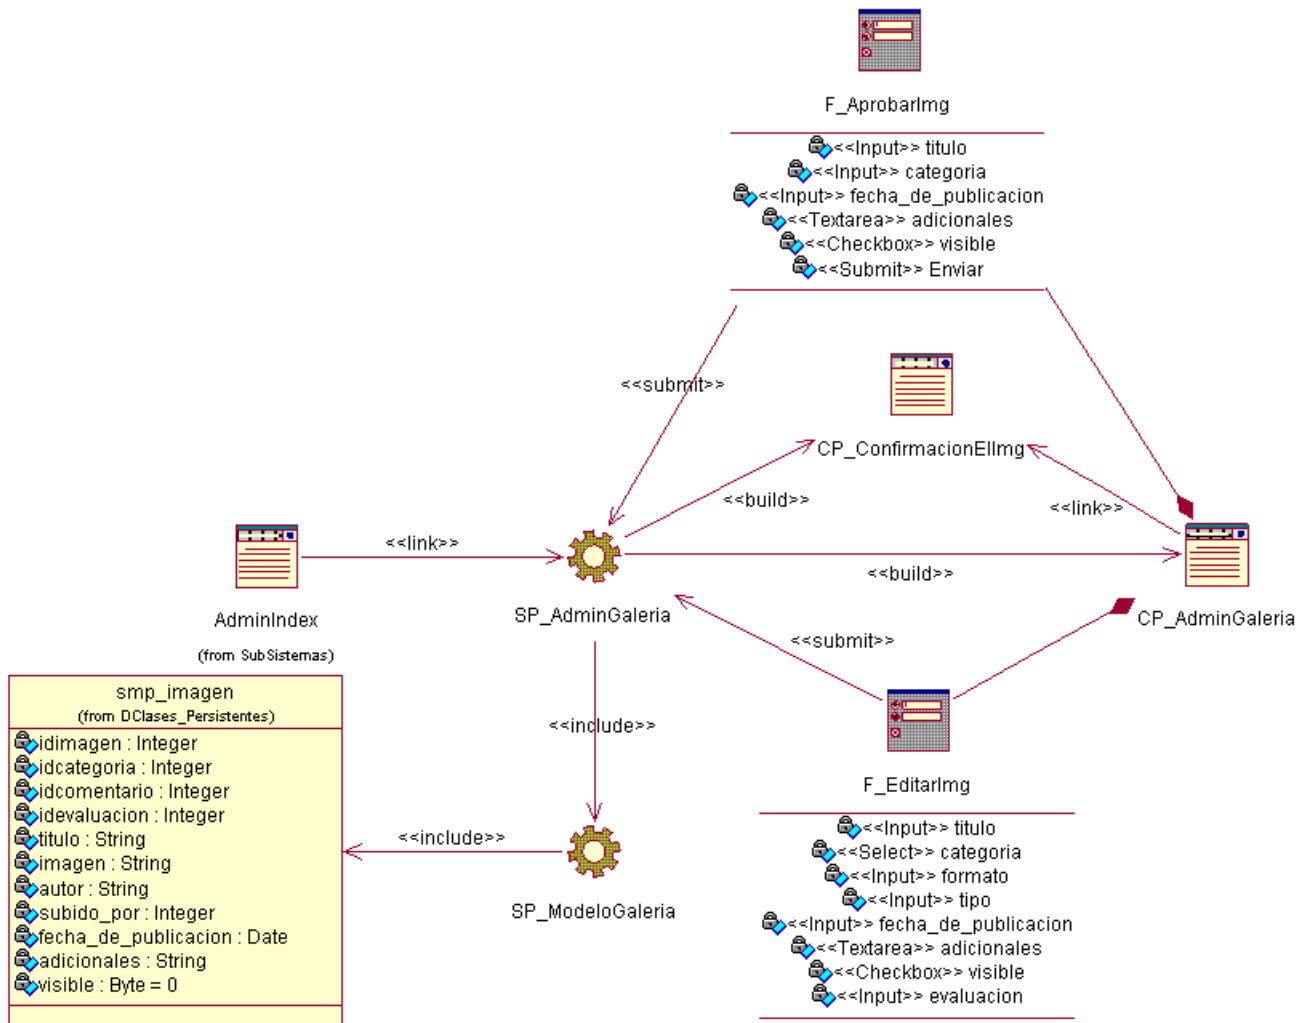 F_AprobarImg
<<Input>> titulo
<<Input>> categoria
<<Input>> fecha_de_publicacion
<<Textarea>> adicionales
<<Checkbox>> visible
<<Submit>> Enviar
<<submit>>
CP_ConfirmacionElImg
<<build>>
<<link>>
<<link>>
<<build>>
AdminIndex
(from SubSistemas)
SP_AdminGaleria
CP_AdminGaleria
<<submit>>
smp_imagen
(from DClases_Persistentes)
idimagen : Integer
idcategoria : Integer
idcomentario : Integer
idevaluacion : Integer
titulo : String
imagen : String
autor : String
subido_por : Integer
fecha_de_publicacion : Date
adicionales : String
visible : Byte = 0
<<include>>
<<include>>
SP_ModeloGaleria
F_EditarImg
<<Input>> titulo
<<Select>> categoria
<<Input>> formato
<<Input>> tipo
<<Input>> fecha_de_publicacion
<<Textarea>> adicionales
<<Checkbox>> visible
<<Input>> evaluacion